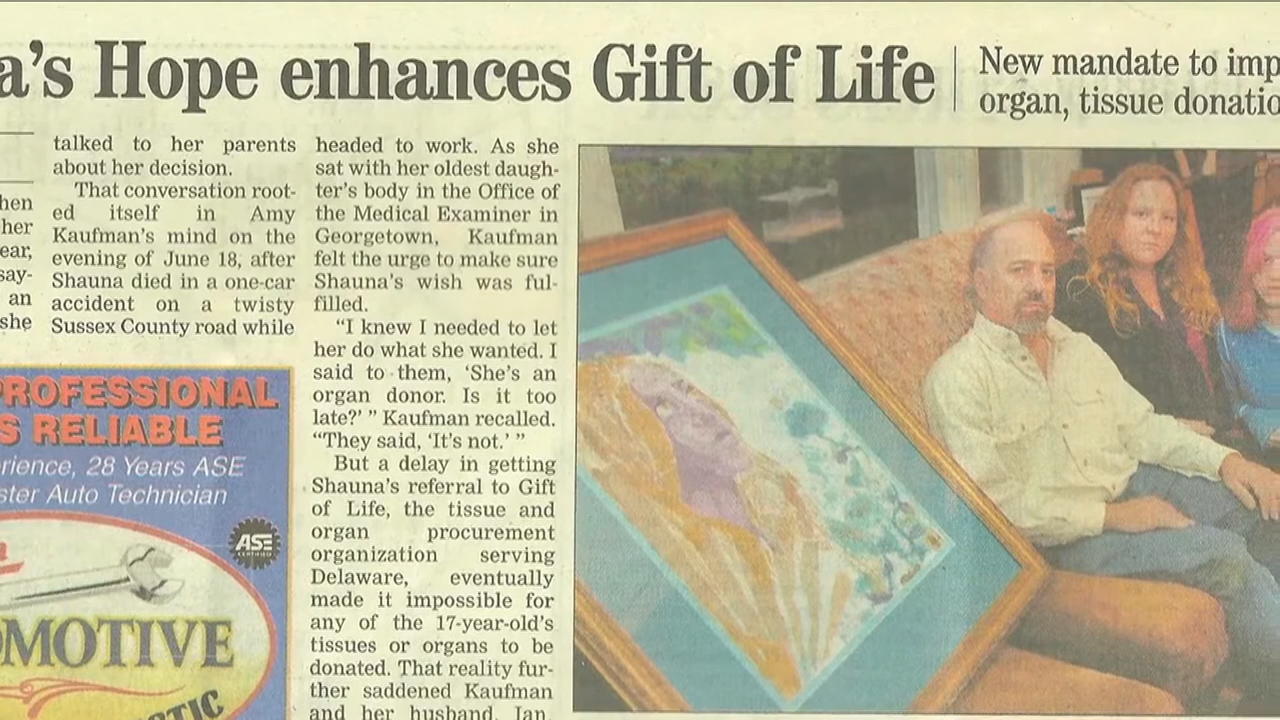 a's Hope enhances Gift of Life
New mandate to imp
organ, tissue donatio
hen
her
ear,
say-
an
she
talked to her parents
about her decision.
That conversation root-
ed itself in Amy
Kaufman's mind on the
evening of June 18, after
Shauna died in a one-car
accident on a twisty
Sussex County road while
headed to work. As she
sat with her oldest daugh-
ter's body in the Office of
the Medical Examiner in
Georgetown, Kaufman
felt the urge to make sure
Shauna's wish was ful-
filled.
"I knew I needed to let
her do what she wanted. I
said to them, 'She's an
organ donor. Is it too
late?' " Kaufman recalled.
"They said, 'It's not.' "
But a delay in getting
Shauna's referral to Gift
of Life, the tissue and
organ procurement
organization serving
Delaware, eventually
made it impossible for
any of the 17-year-old's
tissues or organs to be
donated. That reality fur-
ther saddened Kaufman
and her husband, Ian,
PROFESSIONAL
S RELIABLE
rience, 28 Years ASE
ster Auto Technician
ASE
CERTIFIED
OMOTIVE
STIC